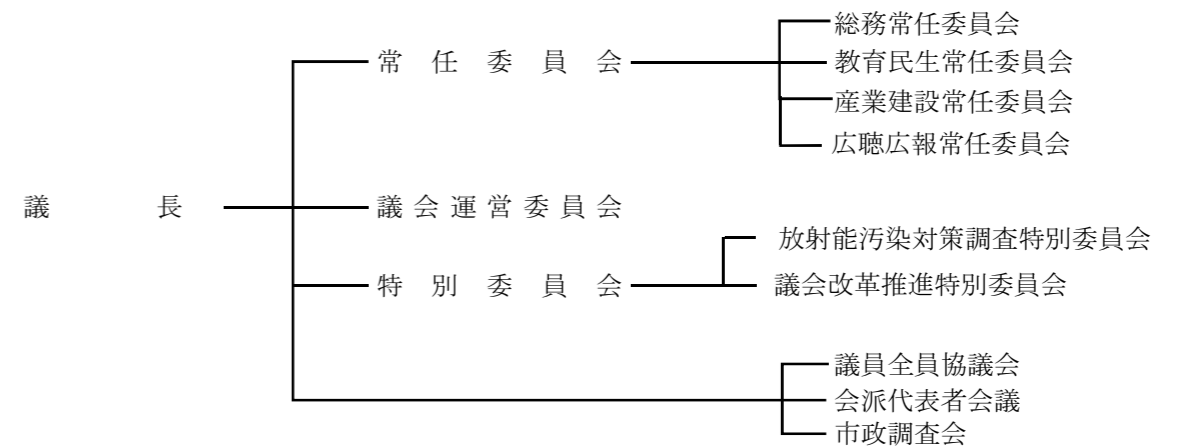 総務常任委員会
常任委員会
教育民生常任委員会
産業建設常任委員会
広聴広報常任委員会
議長
議会運営委員会
放射能汚染対策調査特別委員会
特別委員会
議会改革推進特別委員会
議員全員協議会
会派代表者会議
市政調査会